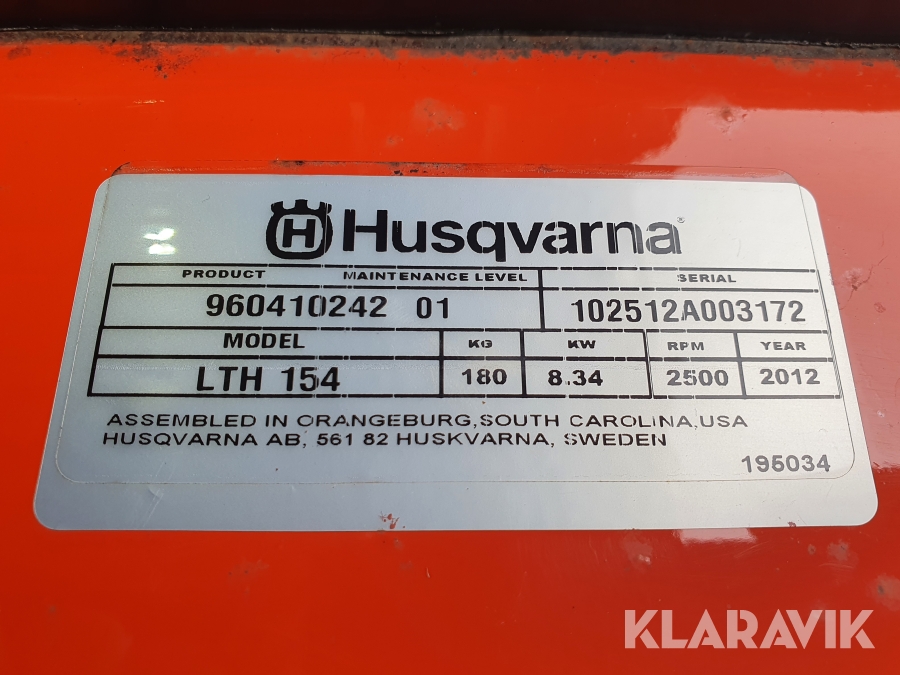 H Husqvarna®
PRODUCT MAINTENANCE LEVEL SERIAL
960410242 01 102512A003172
MODEL KG KW RPM YEAR
LTH 154 180 8.34 2500 2012
ASSEMBLED IN ORANGEBURG,SOUTH CAROLINA,USA
HUSQVARNA AB, 561 82 HUSKVARNA, SWEDEN
195034
KLARAVIK